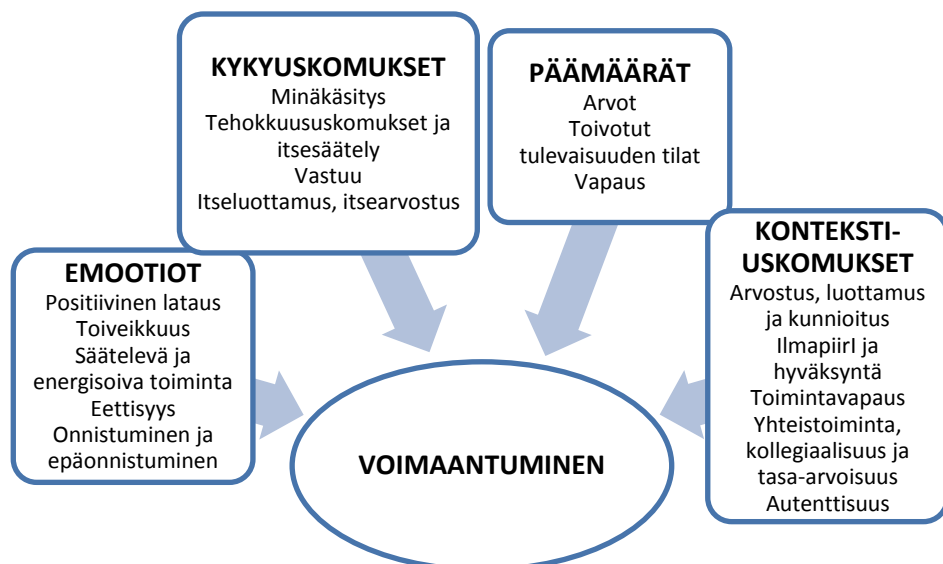 KYKYUSKOMUKSET
Minäkäsitys
Tehokkuususkomukset ja
itsesäätely
Vastuu
Itseluottamus, itsearvostus
PÄÄMÄÄRÄT
Arvot
Toivotut
tulevaisuuden tilat
Vapaus
EMOOTIOT
Positiivinen lataus
Toiveikkuus
Säätelevä ja
energisoiva toiminta
Eettisyys
Onnistuminen ja
epäonnistuminen
KONTEKSTI-
USKOMUKSET
Arvostus, luottamus
ja kunnioitus
IlmapiirI ja
hyväksyntä
Toimintavapaus
Yhteistoiminta,
kollegiaalisuus ja
tasa-arvoisuus
Autenttisuus
VOIMAANTUMINEN